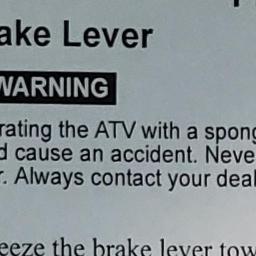 ake Lever
WARNING
rating the ATV with a spong
d cause an accident. Neve
r. Always contact your deal
eeze the brake lever tow